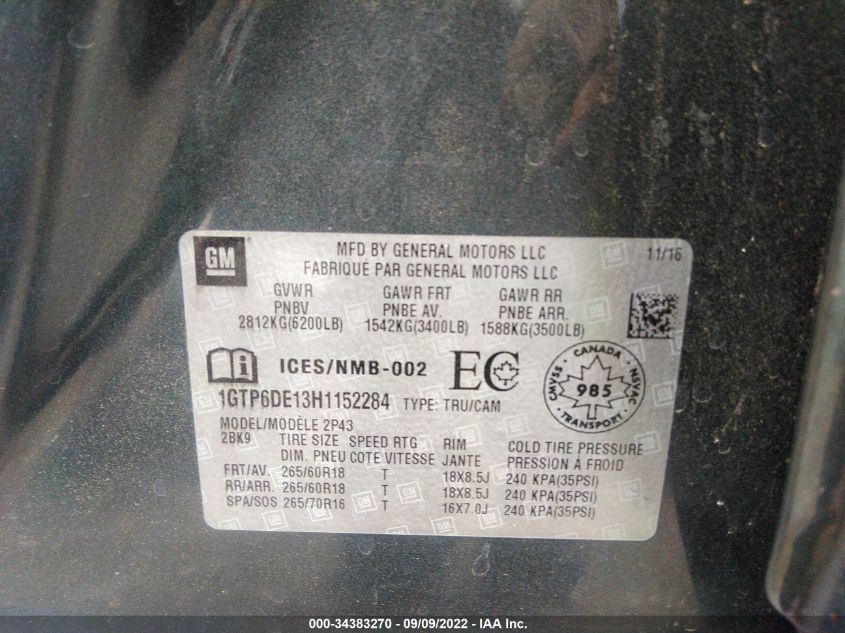 GM
MFD BY GENERAL MOTORS LLC
FABRIQUÉ PAR GENERAL MOTORS LLC
11/16
GVWR GAWR FRT GAWR RR
PNBV PNBE AV. PNBE ARR.
2812KG(6200LB) 1542KG(3400LB) 1588KG(3500LB)
ICES/NMB-002 EC
CANADA
CMVSS 985 NSVAC
TRANSPORT
1GTP6DE13H1152284 TYPE: TRU/CAM
MODEL/MODÈLE 2P43
2BK9 TIRE SIZE SPEED RTG RIM COLD TIRE PRESSURE
DIM. PNEU COTE VITESSE JANTE PRESSION À FROID
FRT/AV. 265/60R18 T 18X8.5J 240 KPA(35PSI)
RR/ARR. 265/60R18 T 18X8.5J 240 KPA(35PSI)
SPA/SOS 265/70R16 T 16X7.0J 240 KPA(35PSI)
000-34383270 - 09/09/2022 - IAA Inc.